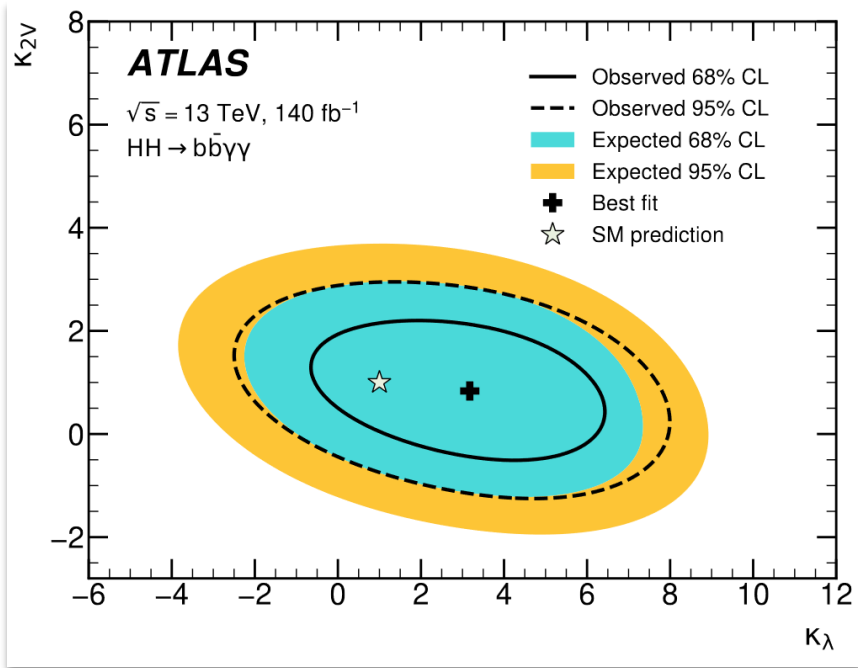 κ2V
8
6
4
2
0
−2
ATLAS
√s = 13 TeV, 140 fb⁻¹
HH → bb̄γγ
Observed 68% CL
Observed 95% CL
Expected 68% CL
Expected 95% CL
Best fit
SM prediction
−6 −4 −2 0 2 4 6 8 10 12
κλ